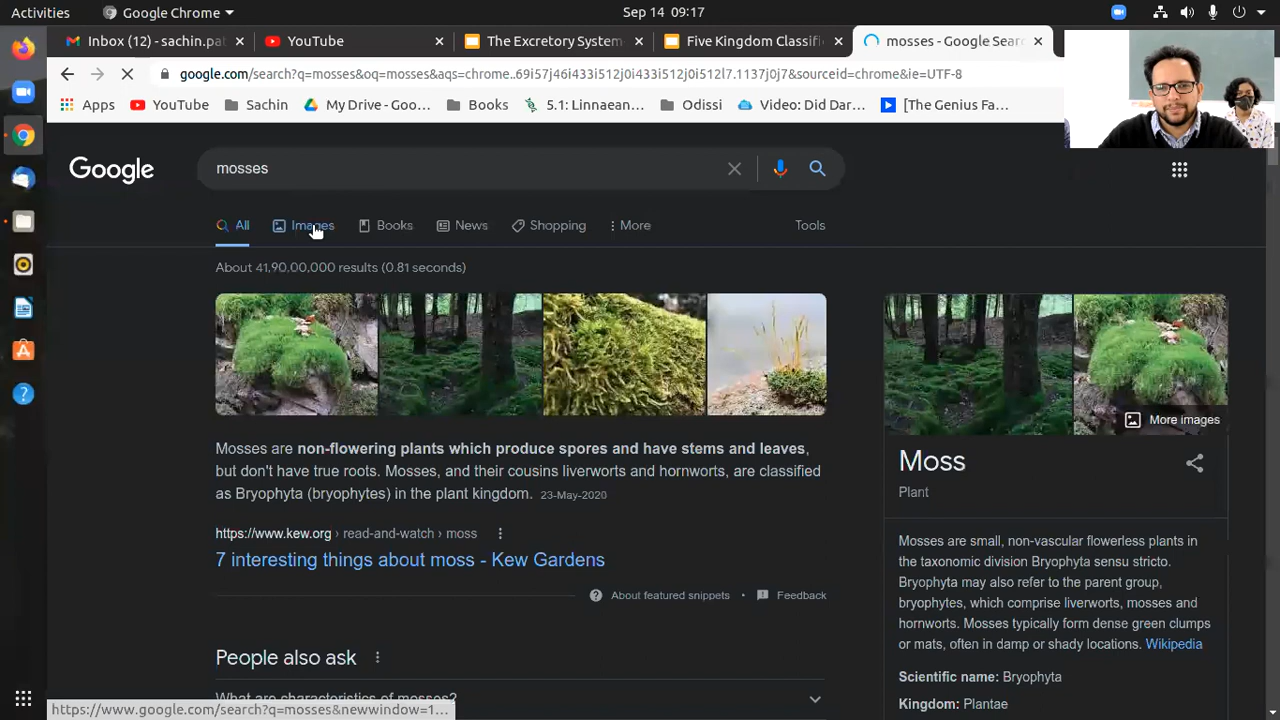 Activities Google Chrome Sep 14 09:17
Inbox (12) - sachin.pat YouTube The Excretory System- Five Kingdom Classifi mosses - Google Sear
google.com/search?q=mosses&oq=mosses&aqs=chrome..69i57j46i433i512j0i433i512j0i512l7.1137j0j7&sourceid=chrome&ie=UTF-8
Apps YouTube Sachin My Drive - Goo... Books 5.1: Linnaean... Odissi Video: Did Dar... [The Genius Fa...
Google mosses
All Images Books News Shopping More Tools
About 41,90,00,000 results (0.81 seconds)
More images
Mosses are non-flowering plants which produce spores and have stems and leaves,
but don't have true roots. Mosses, and their cousins liverworts and hornworts, are classified
as Bryophyta (bryophytes) in the plant kingdom. 23-May-2020
https://www.kew.org › read-and-watch › moss
7 interesting things about moss - Kew Gardens
About featured snippets • Feedback
People also ask
What are characteristics of mosses?
Moss
Plant
Mosses are small, non-vascular flowerless plants in
the taxonomic division Bryophyta sensu stricto.
Bryophyta may also refer to the parent group,
bryophytes, which comprise liverworts, mosses and
hornworts. Mosses typically form dense green clumps
or mats, often in damp or shady locations. Wikipedia
Scientific name: Bryophyta
Kingdom: Plantae
https://www.google.com/search?q=mosses&newwindow=1...